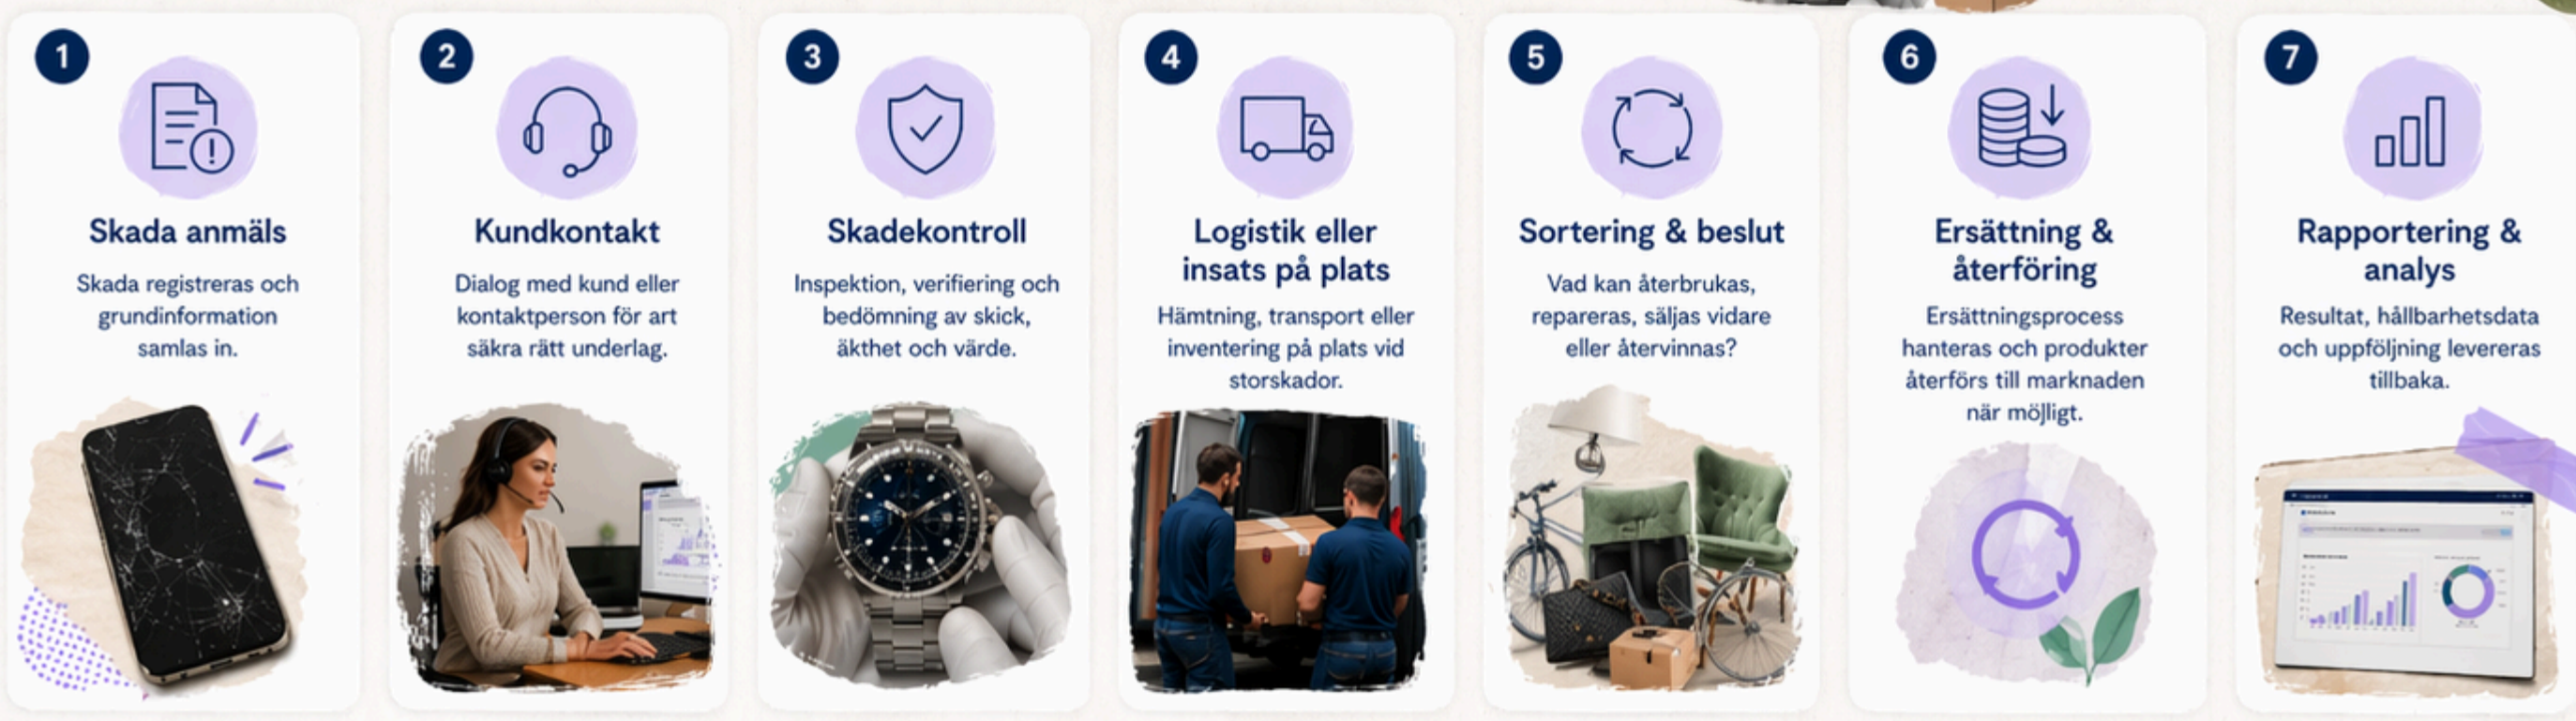 1
Skada anmäls
Skada registreras och
grundinformation
samlas in.
2
Kundkontakt
Dialog med kund eller
kontaktperson för art
säkra rätt underlag.
3
Skadekontroll
Inspektion, verifiering och
bedömning av skick,
äkthet och värde.
4
Logistik eller
insats på plats
Hämtning, transport eller
inventering på plats vid
storskador.
5
Sortering & beslut
Vad kan återbrukas,
repareras, säljas vidare
eller återvinnas?
6
Ersättning &
återföring
Ersättningsprocess
hanteras och produkter
återförs till marknaden
när möjligt.
7
Rapportering &
analys
Resultat, hållbarhetsdata
och uppföljning levereras
tillbaka.